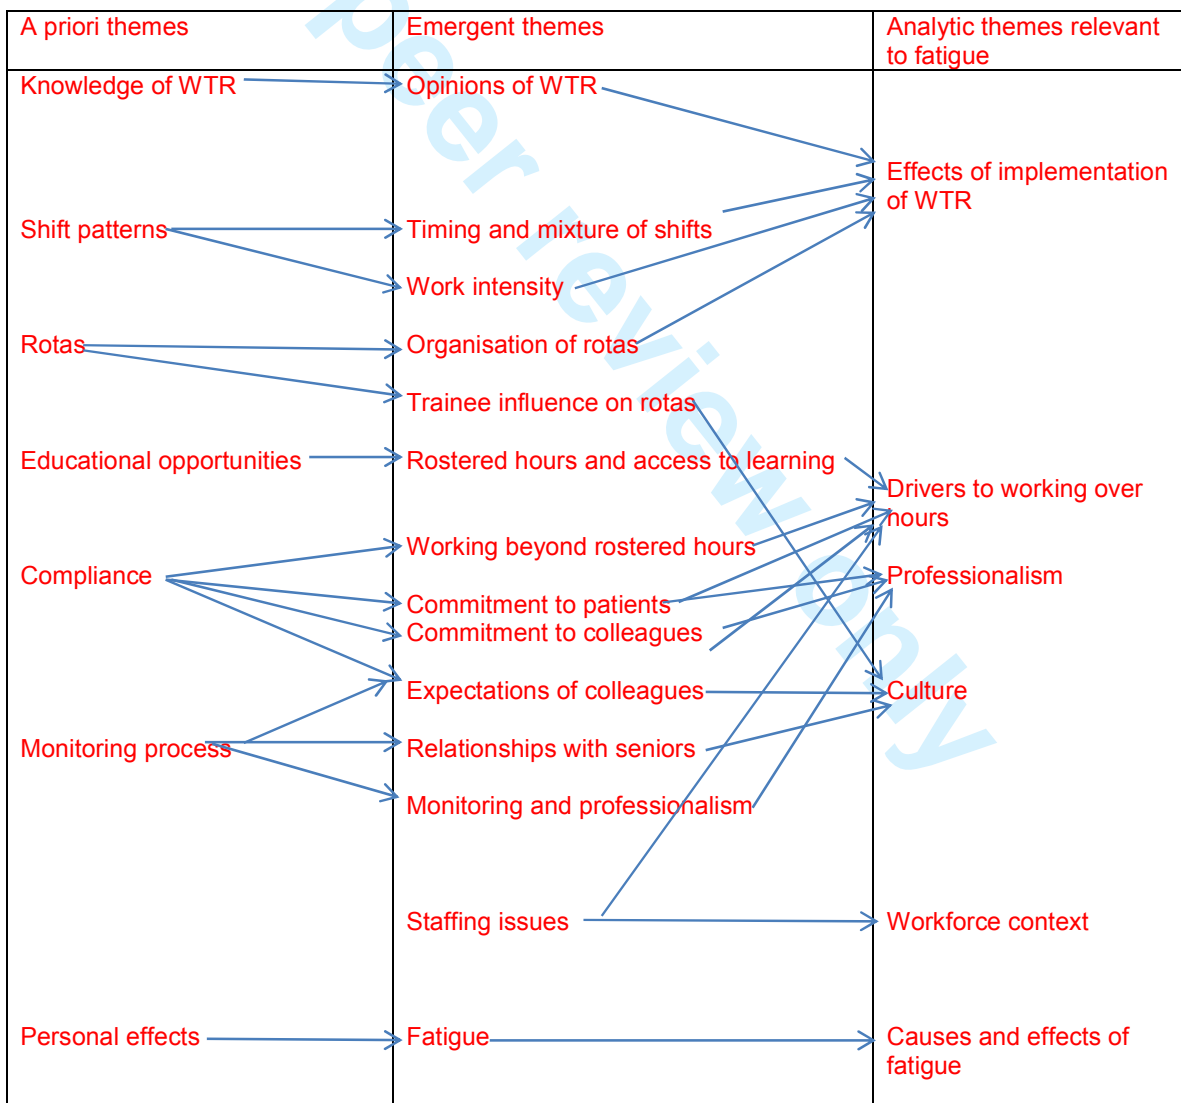 A priori themes
Emergent themes
Analytic themes relevant
to fatigue
Knowledge of WTR
Opinions of WTR
Effects of implementation
of WTR
Shift patterns
Timing and mixture of shifts
Work intensity
Rotas
Organisation of rotas
Trainee influence on rotas
Educational opportunities
Rostered hours and access to learning
Drivers to working over
hours
Working beyond rostered hours
Compliance
Professionalism
Commitment to patients
Commitment to colleagues
Expectations of colleagues
Culture
Monitoring process
Relationships with seniors
Monitoring and professionalism
Staffing issues
Workforce context
Personal effects
Fatigue
Causes and effects of
fatigue
peer review only